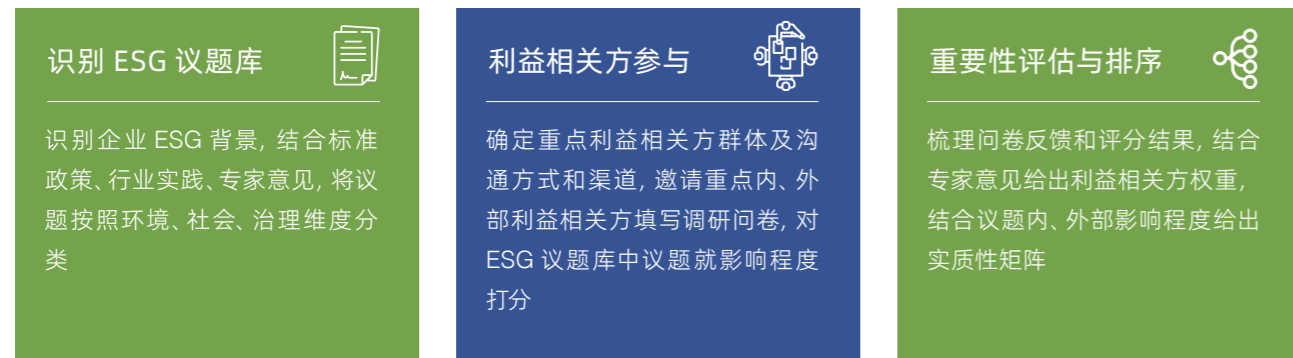 识别 ESG 议题库
识别企业 ESG 背景, 结合标准
政策、行业实践、专家意见, 将议
题按照环境、社会、治理维度分
类
利益相关方参与
确定重点利益相关方群体及沟
通方式和渠道, 邀请重点内、外
部利益相关方填写调研问卷, 对
ESG 议题库中议题就影响程度
打分
重要性评估与排序
梳理问卷反馈和评分结果, 结合
专家意见给出利益相关方权重,
结合议题内、外部影响程度给出
实质性矩阵